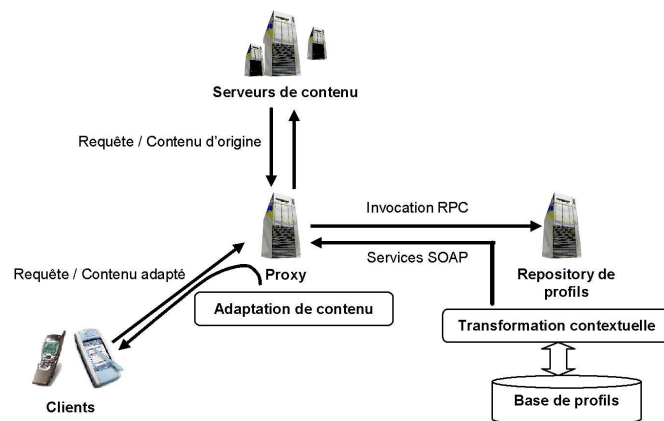 Serveurs de contenu
Requête / Contenu d'origine
Invocation RPC
Services SOAP
Requête / Contenu adapté
Proxy
Repository de
profils
Adaptation de contenu
Transformation contextuelle
Clients
Base de profils